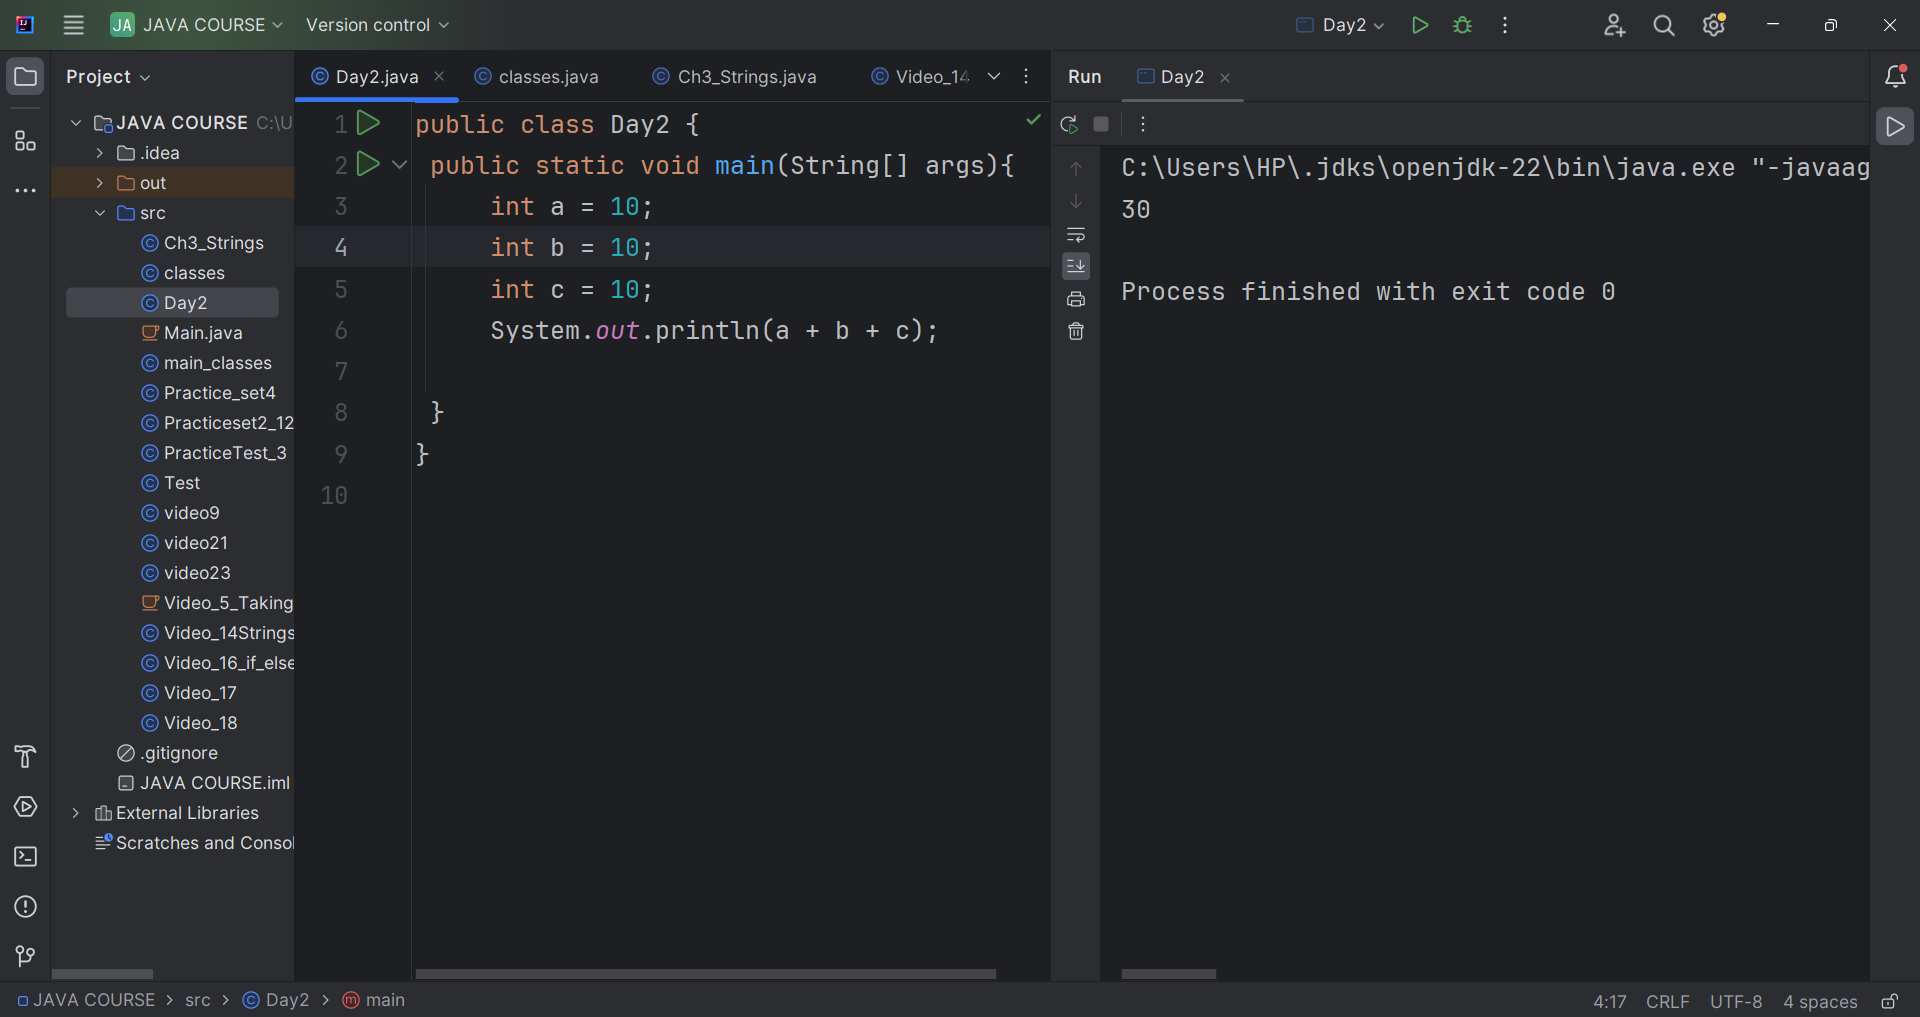 JA JAVA COURSE Version control Day2
Project
Day2.java classes.java Ch3_Strings.java Video_14
Run Day2
JAVA COURSE C:\U
.idea
out
src
Ch3_Strings
classes
Day2
Main.java
main_classes
Practice_set4
Practiceset2_12
PracticeTest_3
Test
video9
video21
video23
Video_5_Taking
Video_14Strings
Video_16_if_else
Video_17
Video_18
.gitignore
JAVA COURSE.iml
External Libraries
Scratches and Consol
1 public class Day2 {
2 public static void main(String[] args){
3 int a = 10;
4 int b = 10;
5 int c = 10;
6 System.out.println(a + b + c);
7
8 }
9 }
10
C:\Users\HP\.jdks\openjdk-22\bin\java.exe "-javaag
30
Process finished with exit code 0
JAVA COURSE > src > Day2 > main
4:17 CRLF UTF-8 4 spaces